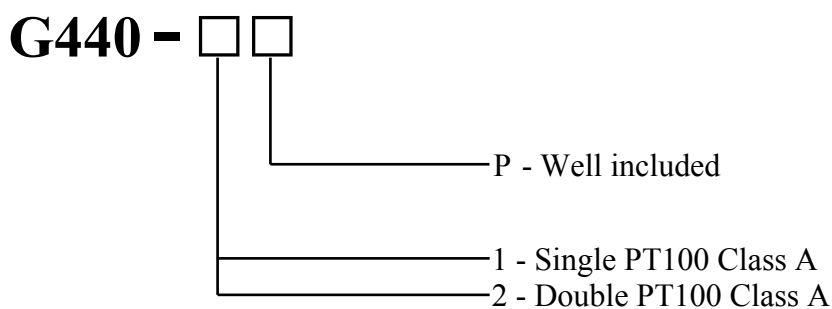 G440 - □ □
P - Well included
1 - Single PT100 Class A
2 - Double PT100 Class A